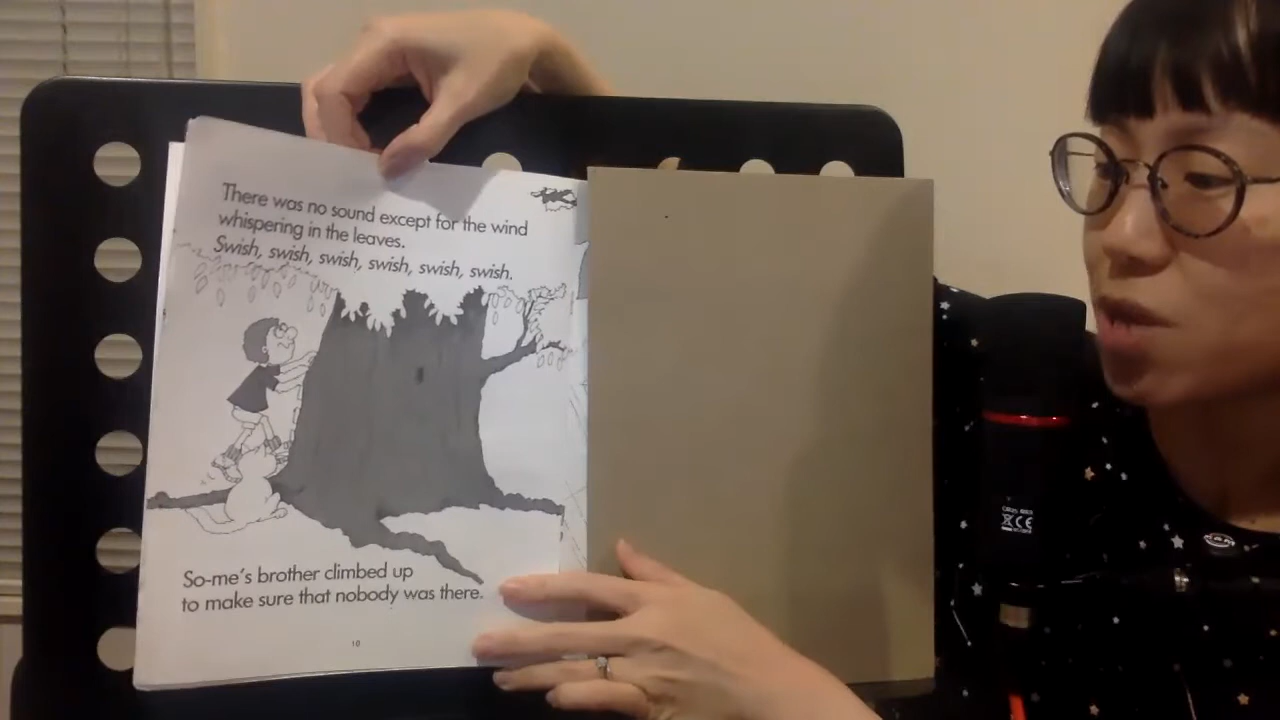 There was no sound except for the wind
whispering in the leaves.
Swish, swish, swish, swish, swish, swish.
So-me's brother climbed up
to make sure that nobody was there.
10